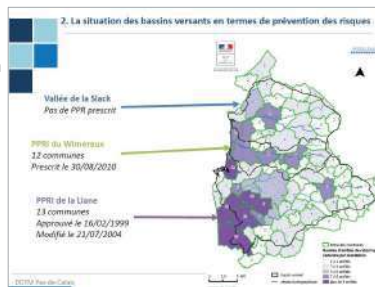 2. La situation des bassins versants en termes de prévention des risques
Vallée de la Slack
Pas de PPR prescrit
PPRI du Wimereux
12 communes
Prescrit le 30/08/2010
PPRI de la Liane
13 communes
Approuvé le 16/02/1999
Modifié le 21/07/2004
DDTM Pas-de-Calais